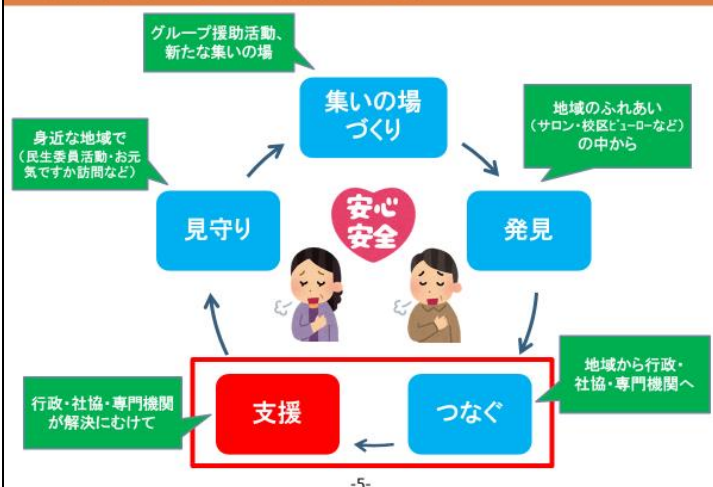 グループ援助活動、
新たな集いの場
集いの場
づくり
地域のふれあい
（サロン・校区ﾋﾞｭｰﾛｰなど）
の中から
身近な地域で
（民生委員活動・お元
気ですか訪問など）
安心
安全
見守り
発見
地域から行政・
社協・専門機関へ
行政・社協・専門機関
が解決にむけて
支援
つなぐ
-5-